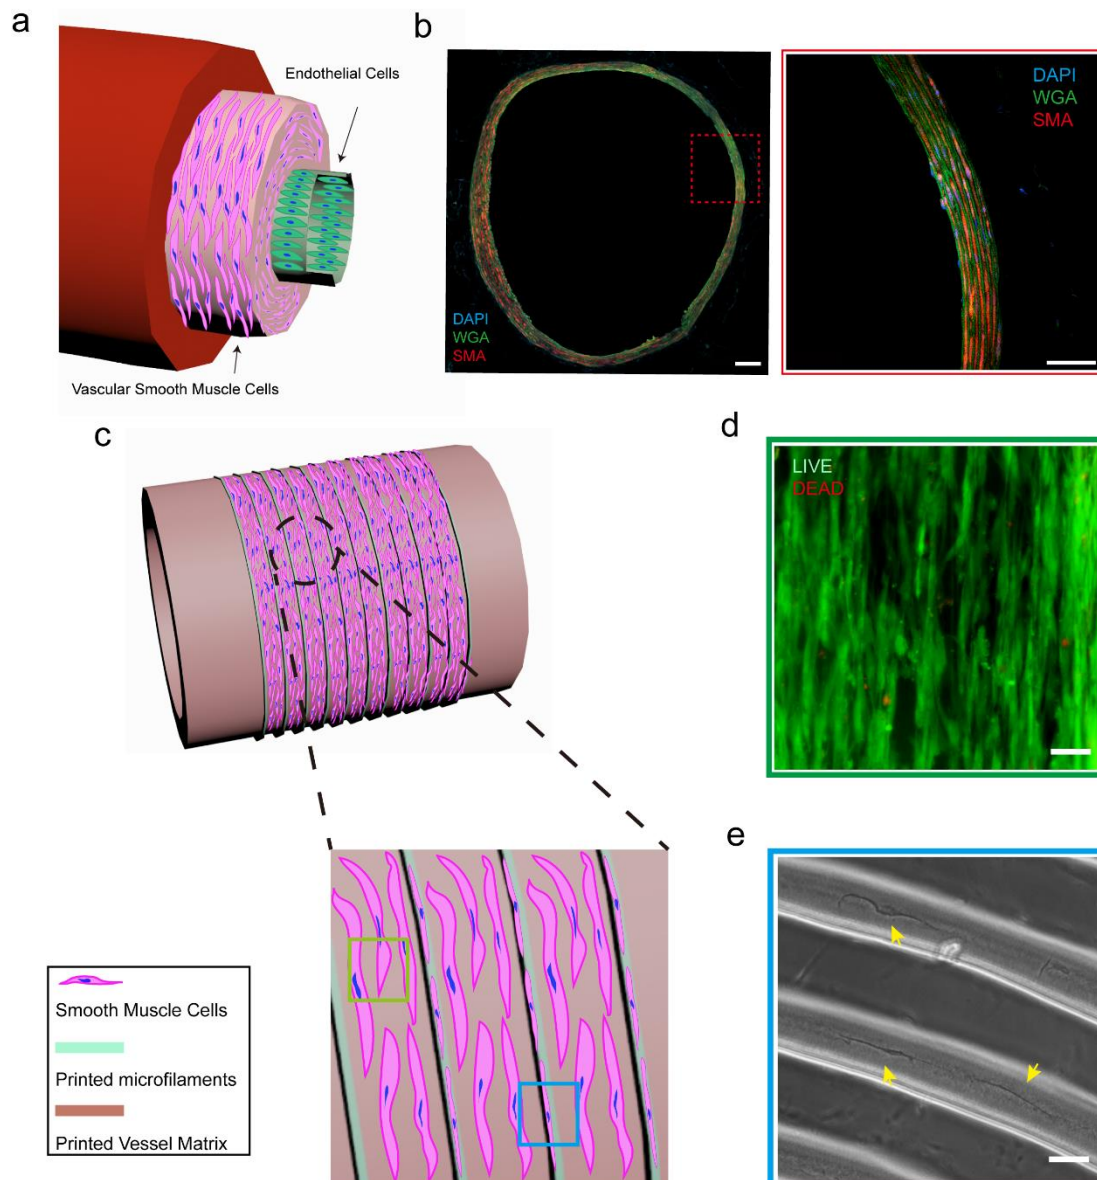 a
Endothelial Cells
Vascular Smooth Muscle Cells
b
DAPI
WGA
SMA
DAPI
WGA
SMA
c
d
LIVE
DEAD
e
Smooth Muscle Cells
Printed microfilaments
Printed Vessel Matrix